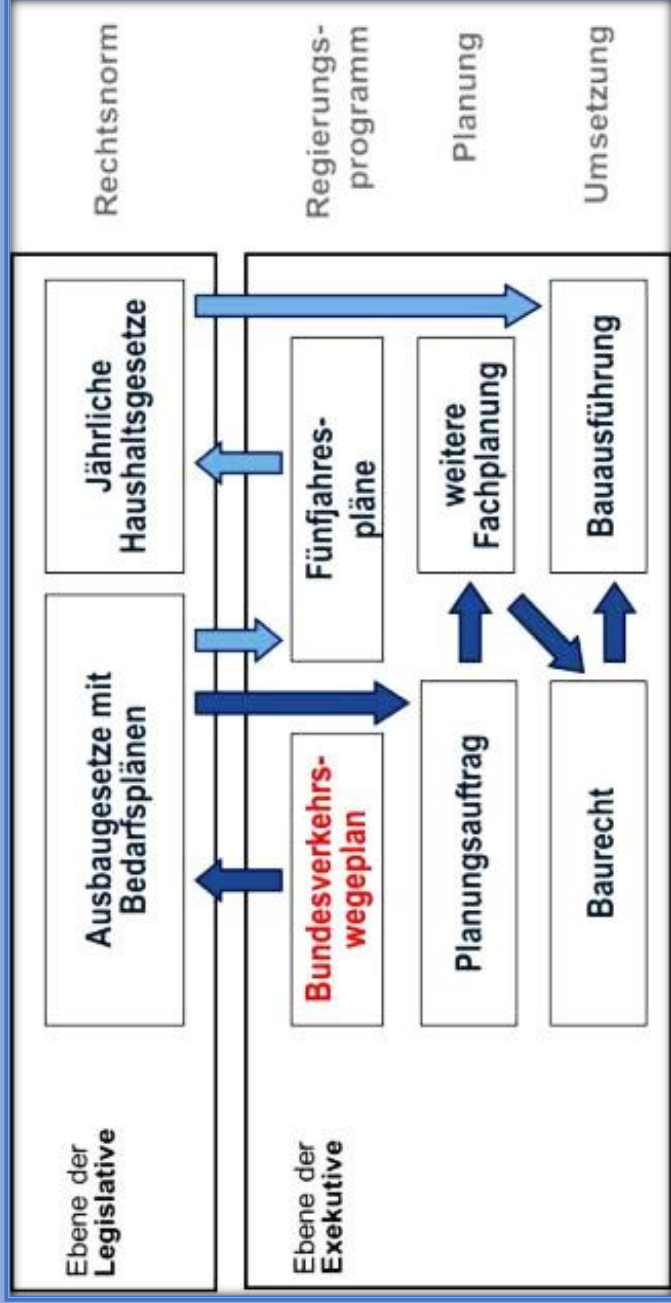 Ebene der
Legislative
Ausbaugesetze mit
Bedarfsplänen
Jährliche
Haushaltsgesetze
Rechtsnorm
Ebene der
Exekutive
Bundesverkehrs-
wegeplan
Fünfjahres-
pläne
Regierungs-
programm
Planungsauftrag
weitere
Fachplanung
Planung
Baurecht
Bauausführung
Umsetzung